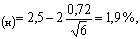 (н) = 2,5 – 2 0,72/√6 = 1,9 %,